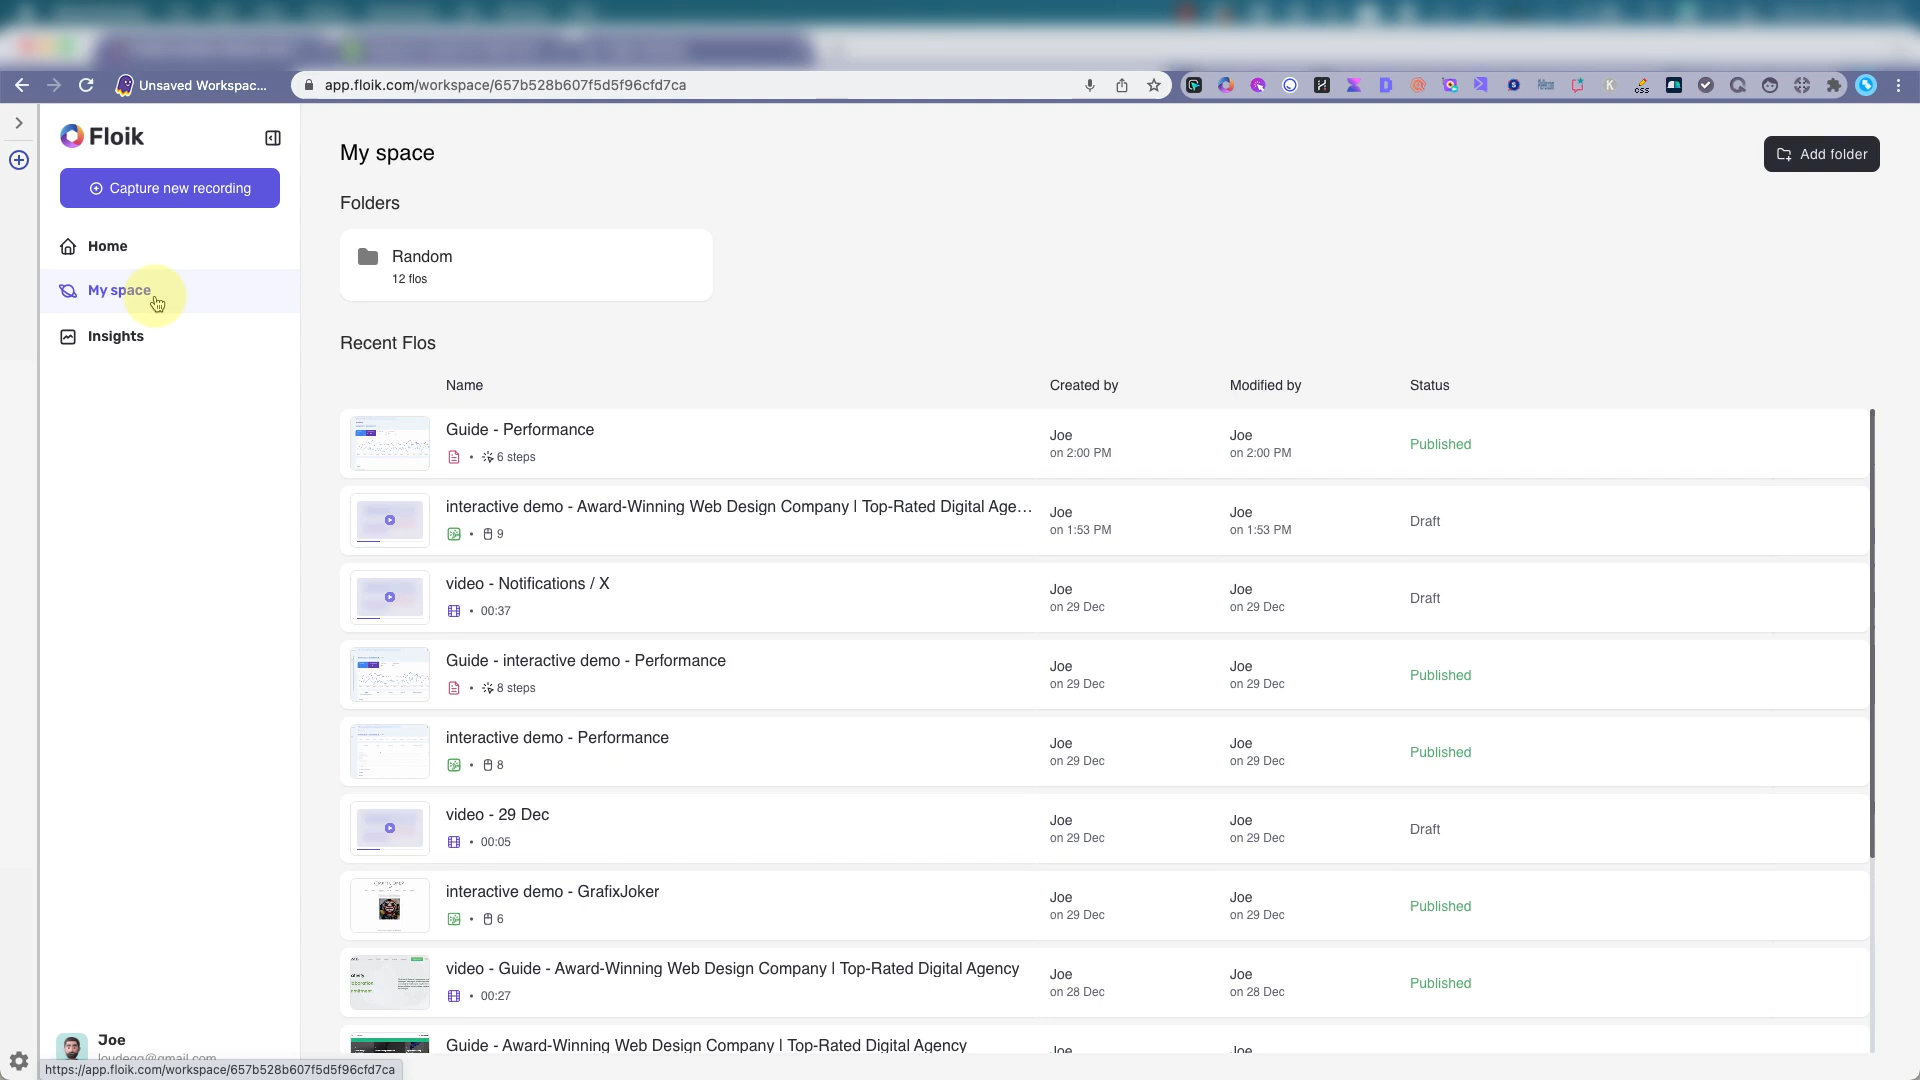 Unsaved Workspac...
app.floik.com/workspace/657b528b607f5d5f96cfd7ca
Floik
Capture new recording
Home
My space
Insights
My space
Add folder
Folders
Random
12 flos
Recent Flos
Name Created by Modified by Status
Guide - Performance
• 6 steps
Joe
on 2:00 PM
Joe
on 2:00 PM
Published
interactive demo - Award-Winning Web Design Company | Top-Rated Digital Age...
• 9
Joe
on 1:53 PM
Joe
on 1:53 PM
Draft
video - Notifications / X
• 00:37
Joe
on 29 Dec
Joe
on 29 Dec
Draft
Guide - interactive demo - Performance
• 8 steps
Joe
on 29 Dec
Joe
on 29 Dec
Published
interactive demo - Performance
• 8
Joe
on 29 Dec
Joe
on 29 Dec
Published
video - 29 Dec
• 00:05
Joe
on 29 Dec
Joe
on 29 Dec
Draft
interactive demo - GrafixJoker
• 6
Joe
on 29 Dec
Joe
on 29 Dec
Published
video - Guide - Award-Winning Web Design Company | Top-Rated Digital Agency
• 00:27
Joe
on 28 Dec
Joe
on 28 Dec
Published
Guide - Award-Winning Web Design Company | Top-Rated Digital Agency
Joe
Joe
Joe
loudegg@gmail.com
https://app.floik.com/workspace/657b528b607f5d5f96cfd7ca